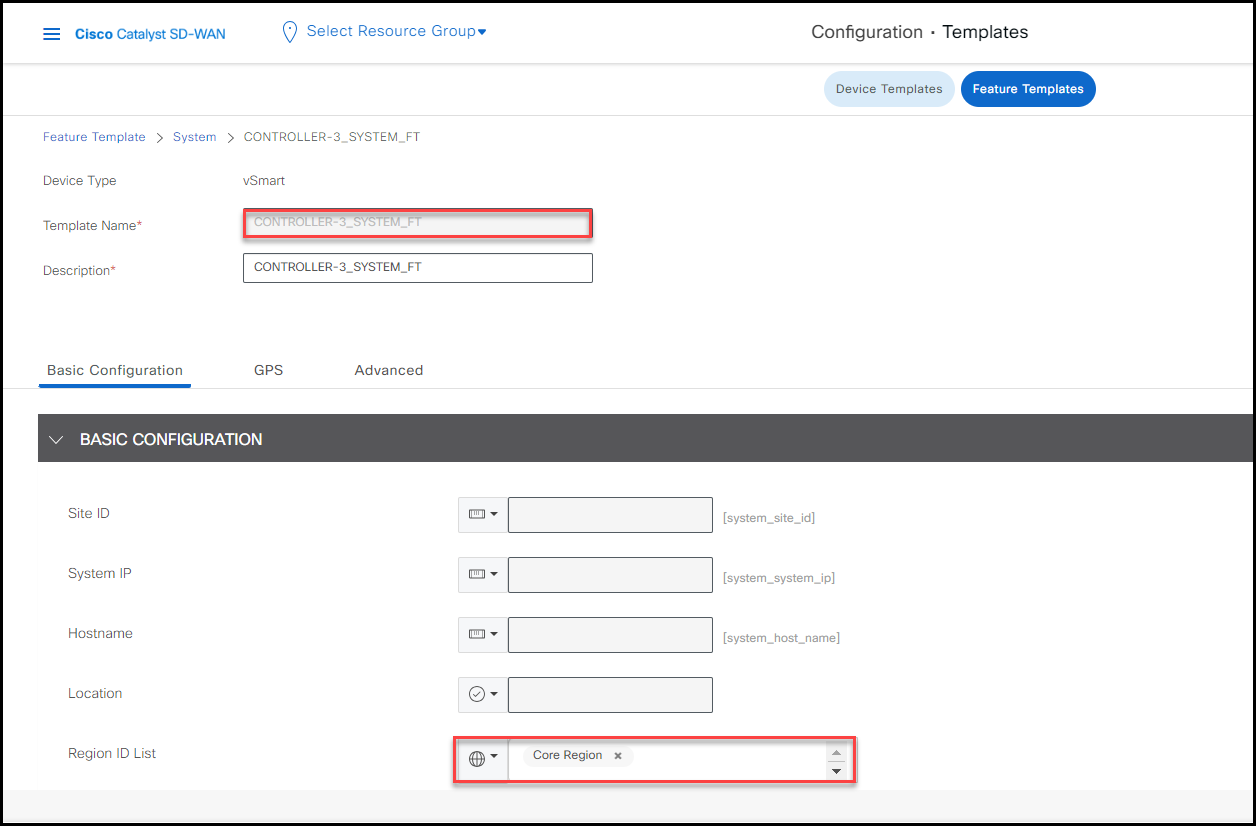 Cisco Catalyst SD-WAN
Select Resource Group
Configuration · Templates
Device Templates
Feature Templates
Feature Template > System > CONTROLLER-3_SYSTEM_FT
Device Type
vSmart
Template Name*
CONTROLLER-3_SYSTEM_FT
Description*
CONTROLLER-3_SYSTEM_FT
Basic Configuration
GPS
Advanced
BASIC CONFIGURATION
Site ID
[system_site_id]
System IP
[system_system_ip]
Hostname
[system_host_name]
Location
Region ID List
Core Region ×